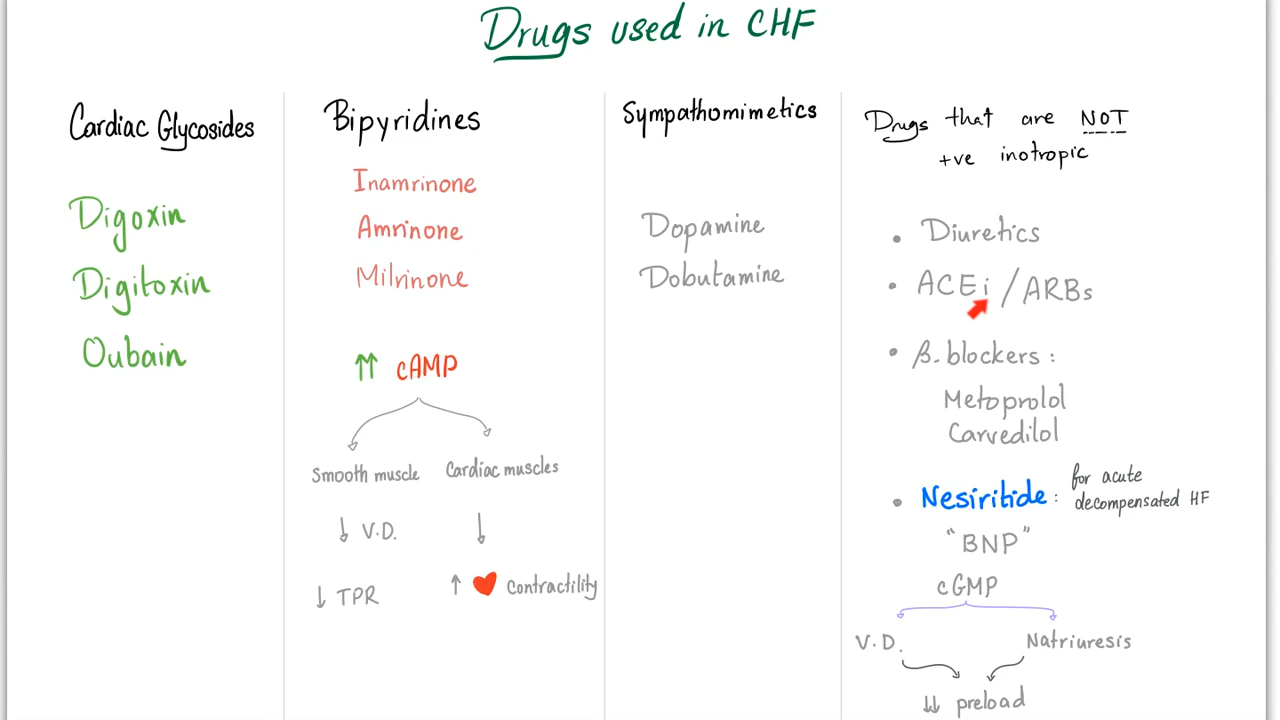 Drugs used in CHF
Cardiac Glycosides
Digoxin
Digitoxin
Oubain
Bipyridines
Inamrinone
Amrinone
Milrinone
↑↑ cAMP
Smooth muscle
Cardiac muscles
↓ V.D.
↓
↓ TPR
↑ ❤ Contractility
Sympathomimetics
Dopamine
Dobutamine
Drugs that are NOT
+ve inotropic
• Diuretics
• ACEi / ARBs
• β.blockers :
Metoprolol
Carvedilol
• Nesiritide : for acute
decompensated HF
"BNP"
cGMP
V.D.
Natriuresis
↓↓ preload